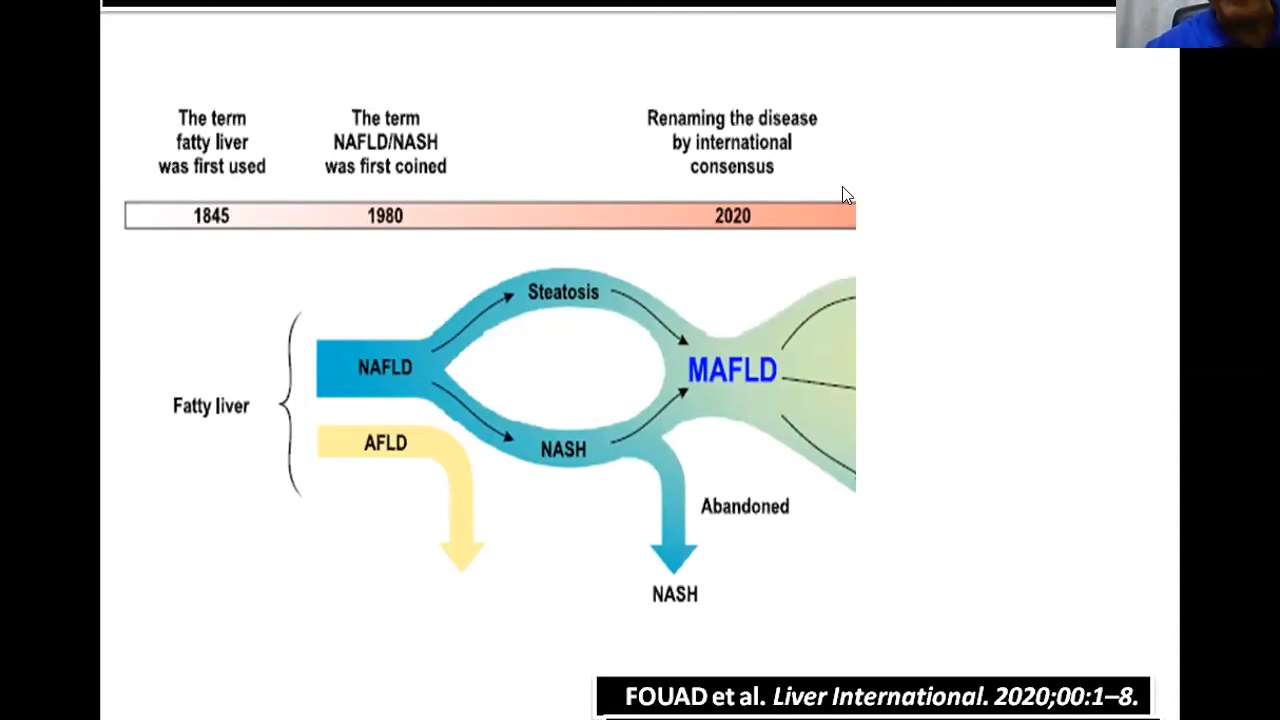 The term
fatty liver
was first used
The term
NAFLD/NASH
was first coined
Renaming the disease
by international
consensus
1845
1980
2020
Steatosis
NAFLD
MAFLD
Fatty liver
AFLD
NASH
Abandoned
NASH
FOUAD et al. Liver International. 2020;00:1–8.